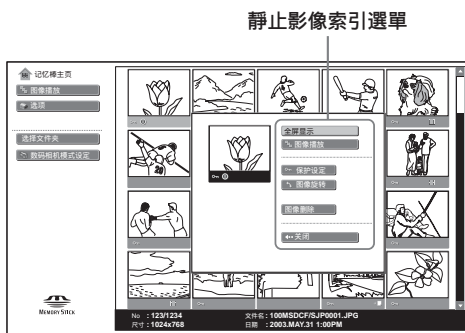 靜止影像索引選單
记忆棒主页
图像播放
选项
选择文件夹
数码相机模式设定
全屏显示
图像播放
保护设定
图像旋转
图像删除
关闭
MEMORY STICK
No : 123/1234
文件名 : 100MSDCF/SJP0001.JPG
尺寸 : 1024x768
日期 : 2003.MAY.31 1:00PM